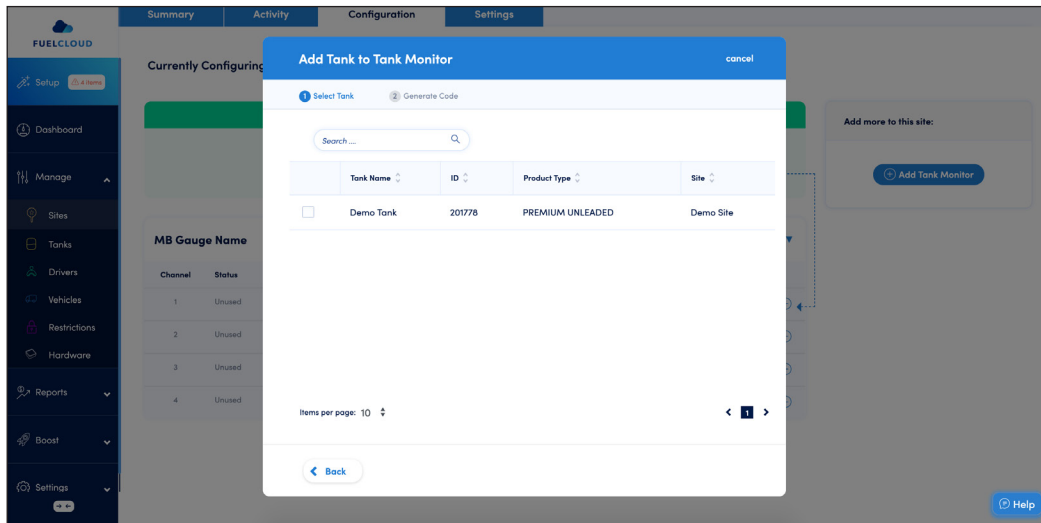 Summary Activity Configuration Settings
FUELCLOUD
Setup 4 items
Dashboard
Manage
Sites
Tanks
Drivers
Vehicles
Restrictions
Hardware
Reports
Boost
Settings
Currently Configuring
MB Gauge Name
Channel Status
1 Unused
2 Unused
3 Unused
4 Unused
Add Tank to Tank Monitor cancel
1 Select Tank 2 Generate Code
Search ....
Tank Name ID Product Type Site
Demo Tank 201778 PREMIUM UNLEADED Demo Site
Items per page: 10 1
Back
Add more to this site:
Add Tank Monitor
Help